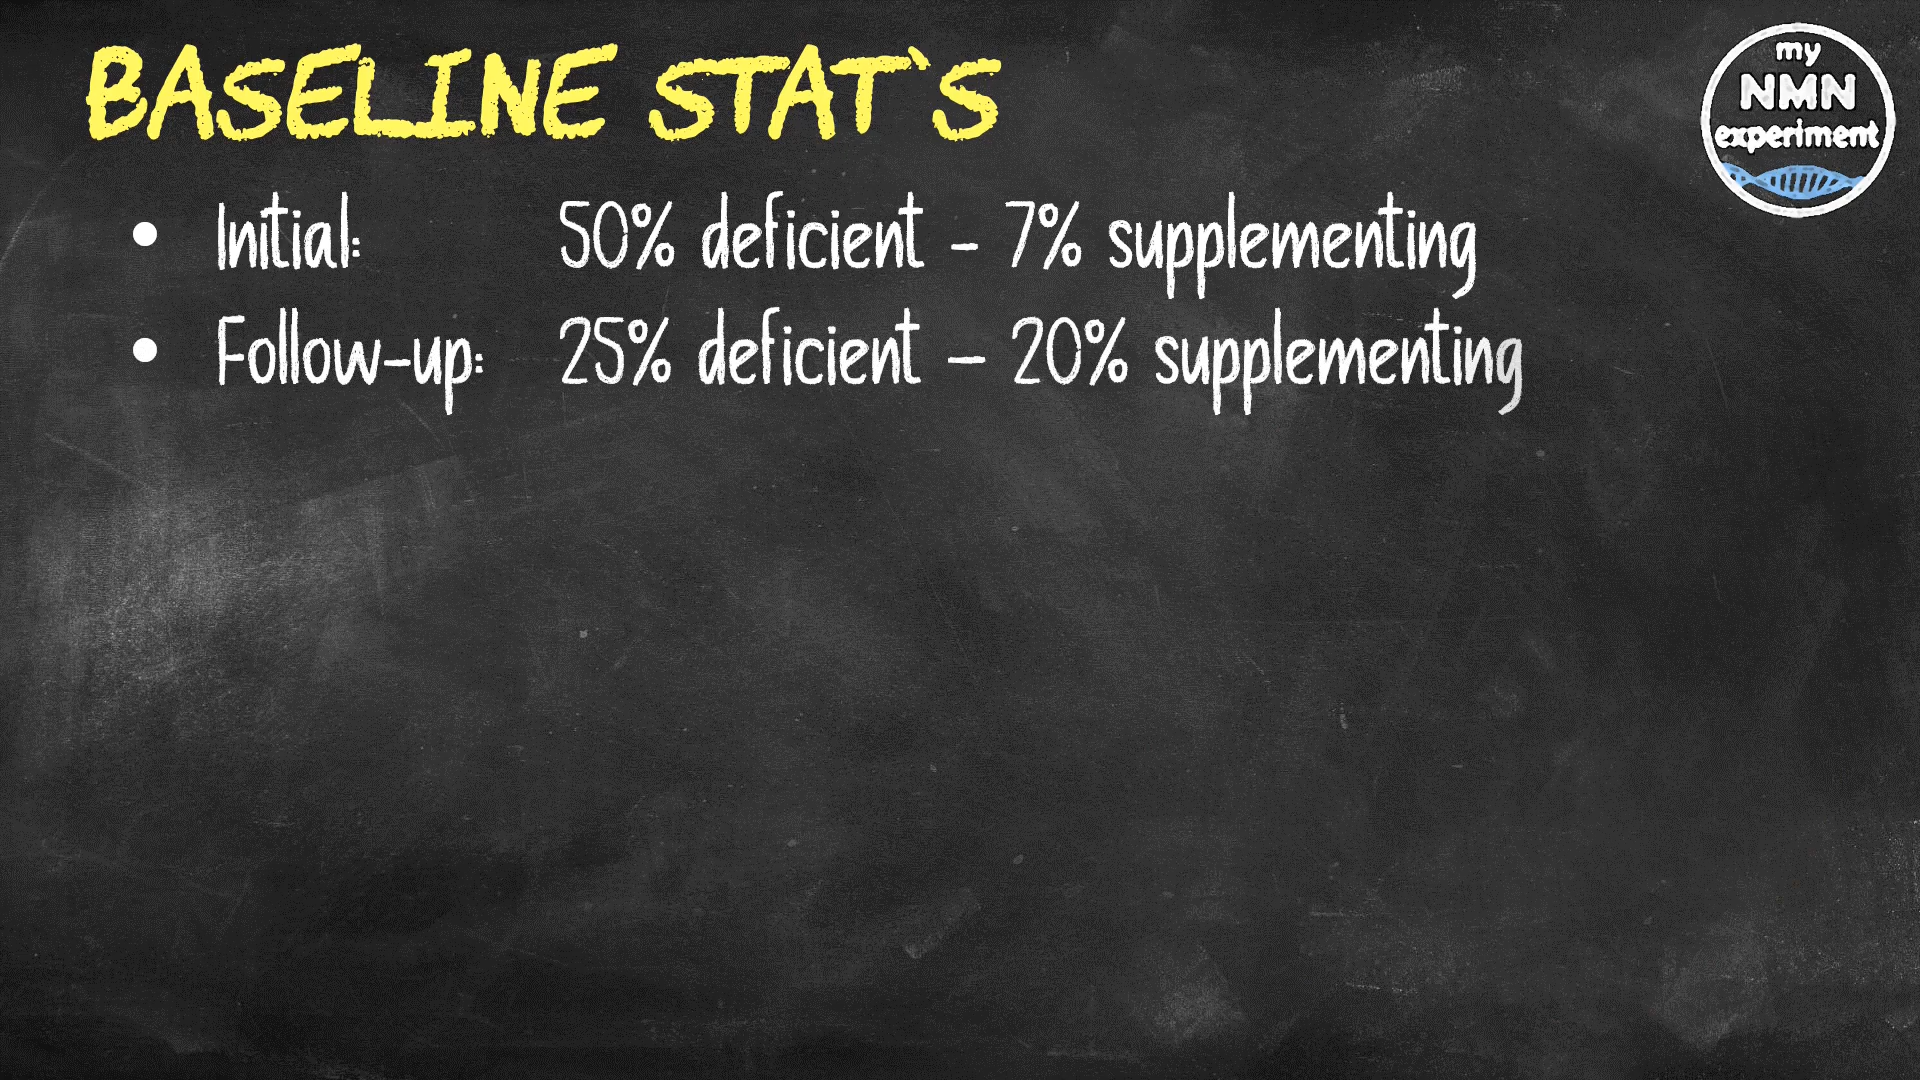 BASELINE STAT`S
my
NMN
experiment
• Initial: 50% deficient - 7% supplementing
• Follow-up: 25% deficient – 20% supplementing